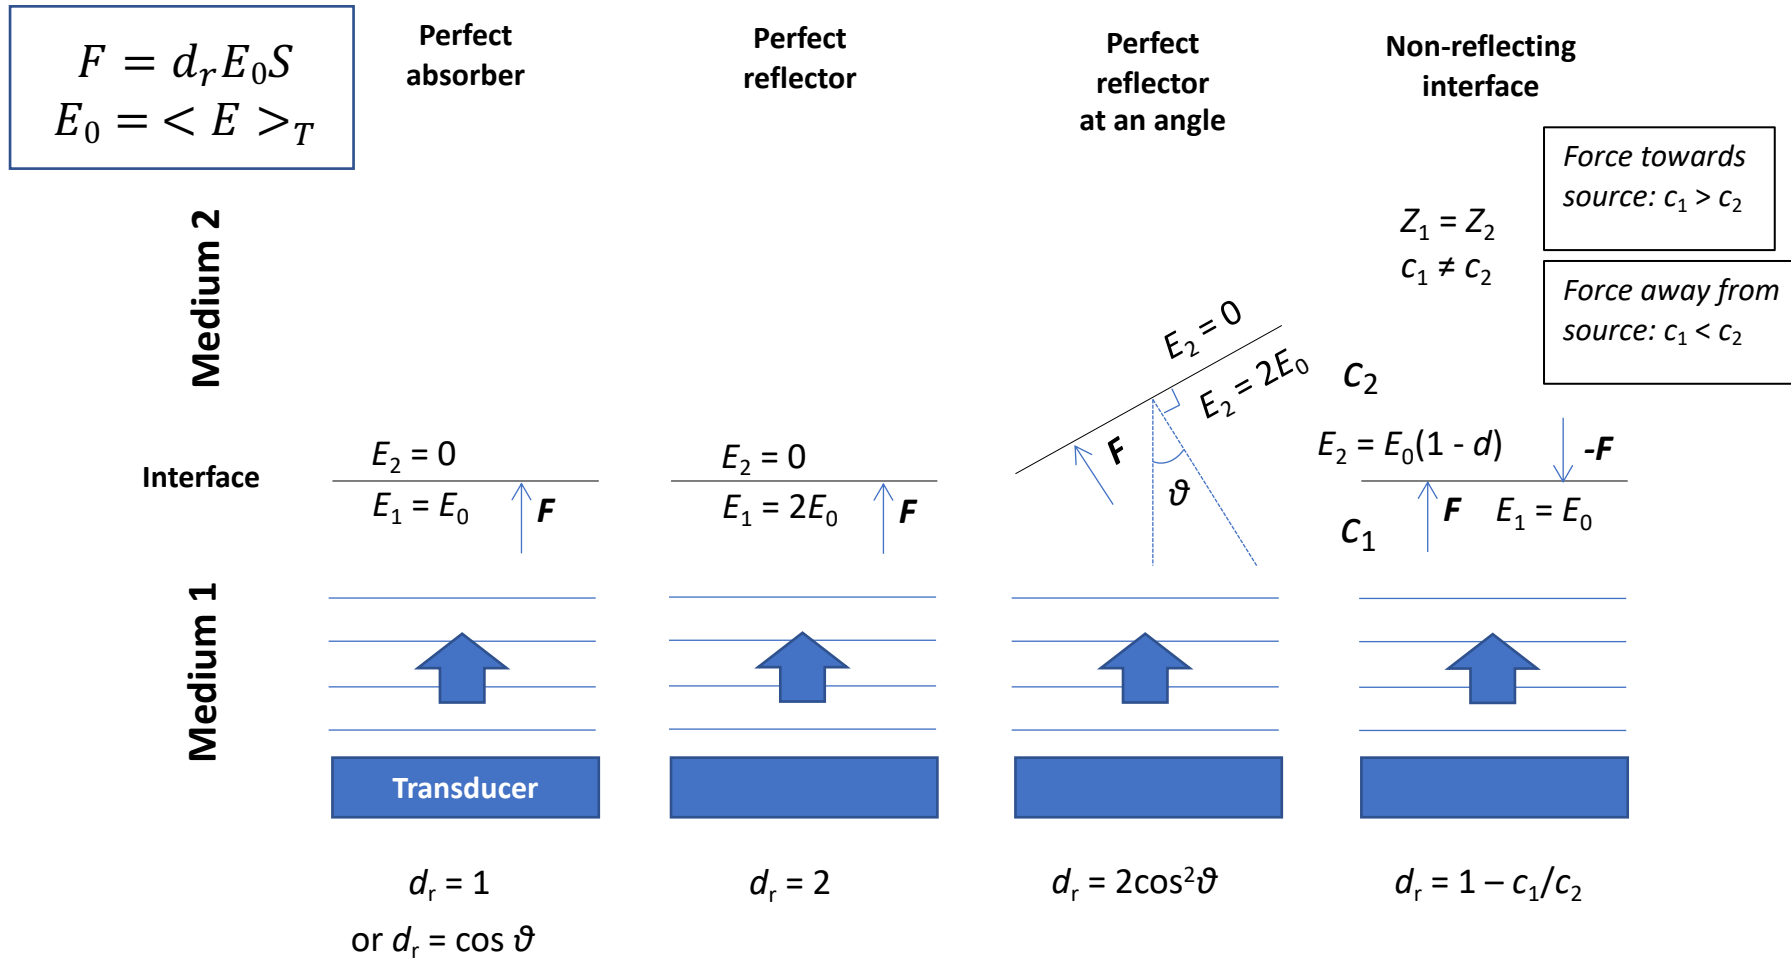 F = dᵣE₀S
E₀ = < E >_T
Perfect
absorber
Perfect
reflector
Perfect
reflector
at an angle
Non-reflecting
interface
Force towards
source: c₁ > c₂
Z₁ = Z₂
c₁ ≠ c₂
Force away from
source: c₁ < c₂
Medium 2
Interface
Medium 1
E₂ = 0
E₁ = E₀
F
E₂ = 0
E₁ = 2E₀
F
E₂ = 0
E₂ = 2E₀
F
ϑ
c₂
E₂ = E₀(1 - d)
-F
c₁
F
E₁ = E₀
Transducer
dᵣ = 1
or dᵣ = cos ϑ
dᵣ = 2
dᵣ = 2cos²ϑ
dᵣ = 1 – c₁/c₂